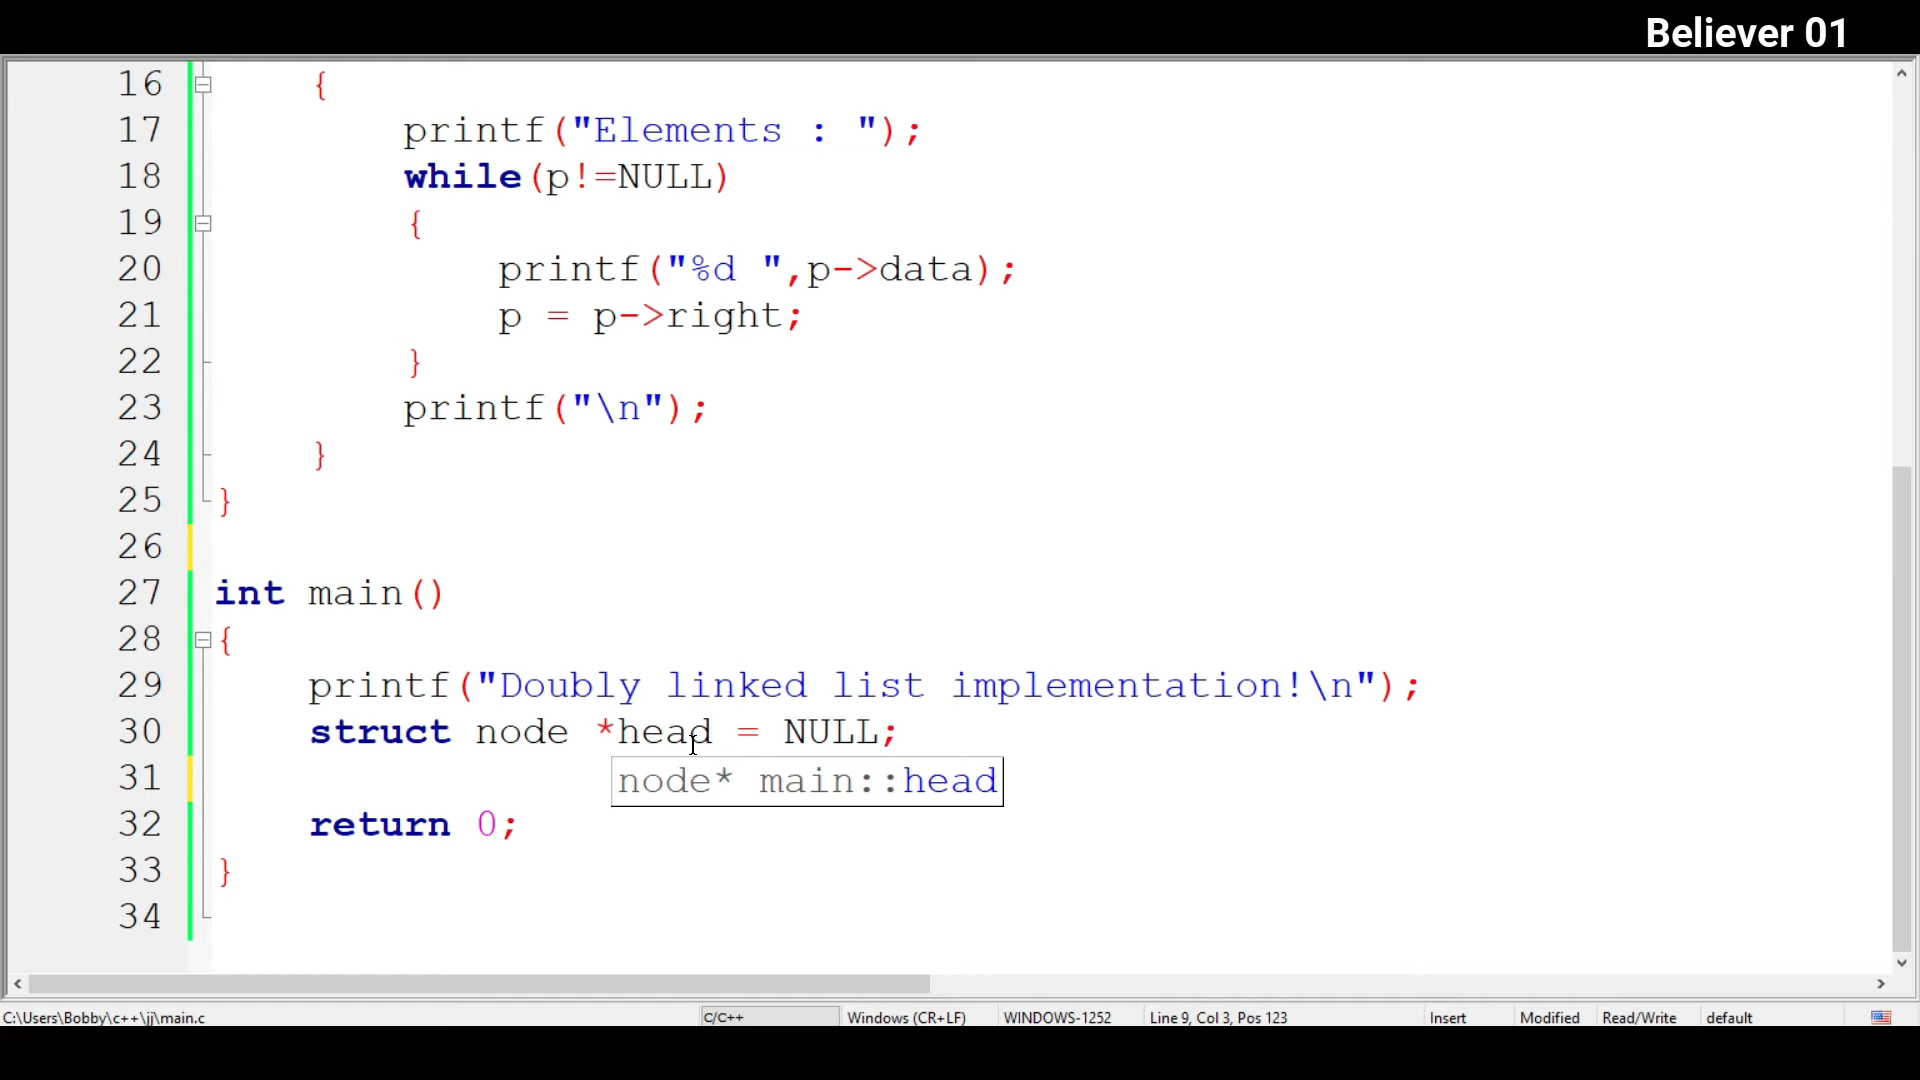 Believer 01
16 {
17 printf("Elements : ");
18 while(p!=NULL)
19 {
20 printf("%d ",p->data);
21 p = p->right;
22 }
23 printf("\n");
24 }
25 }
26
27 int main()
28 {
29 printf("Doubly linked list implementation!\n");
30 struct node *head = NULL;
31 node* main::head
32 return 0;
33 }
34
C:\Users\Bobby\c++\jj\main.c C/C++ Windows (CR+LF) WINDOWS-1252 Line 9, Col 3, Pos 123 Insert Modified Read/Write default